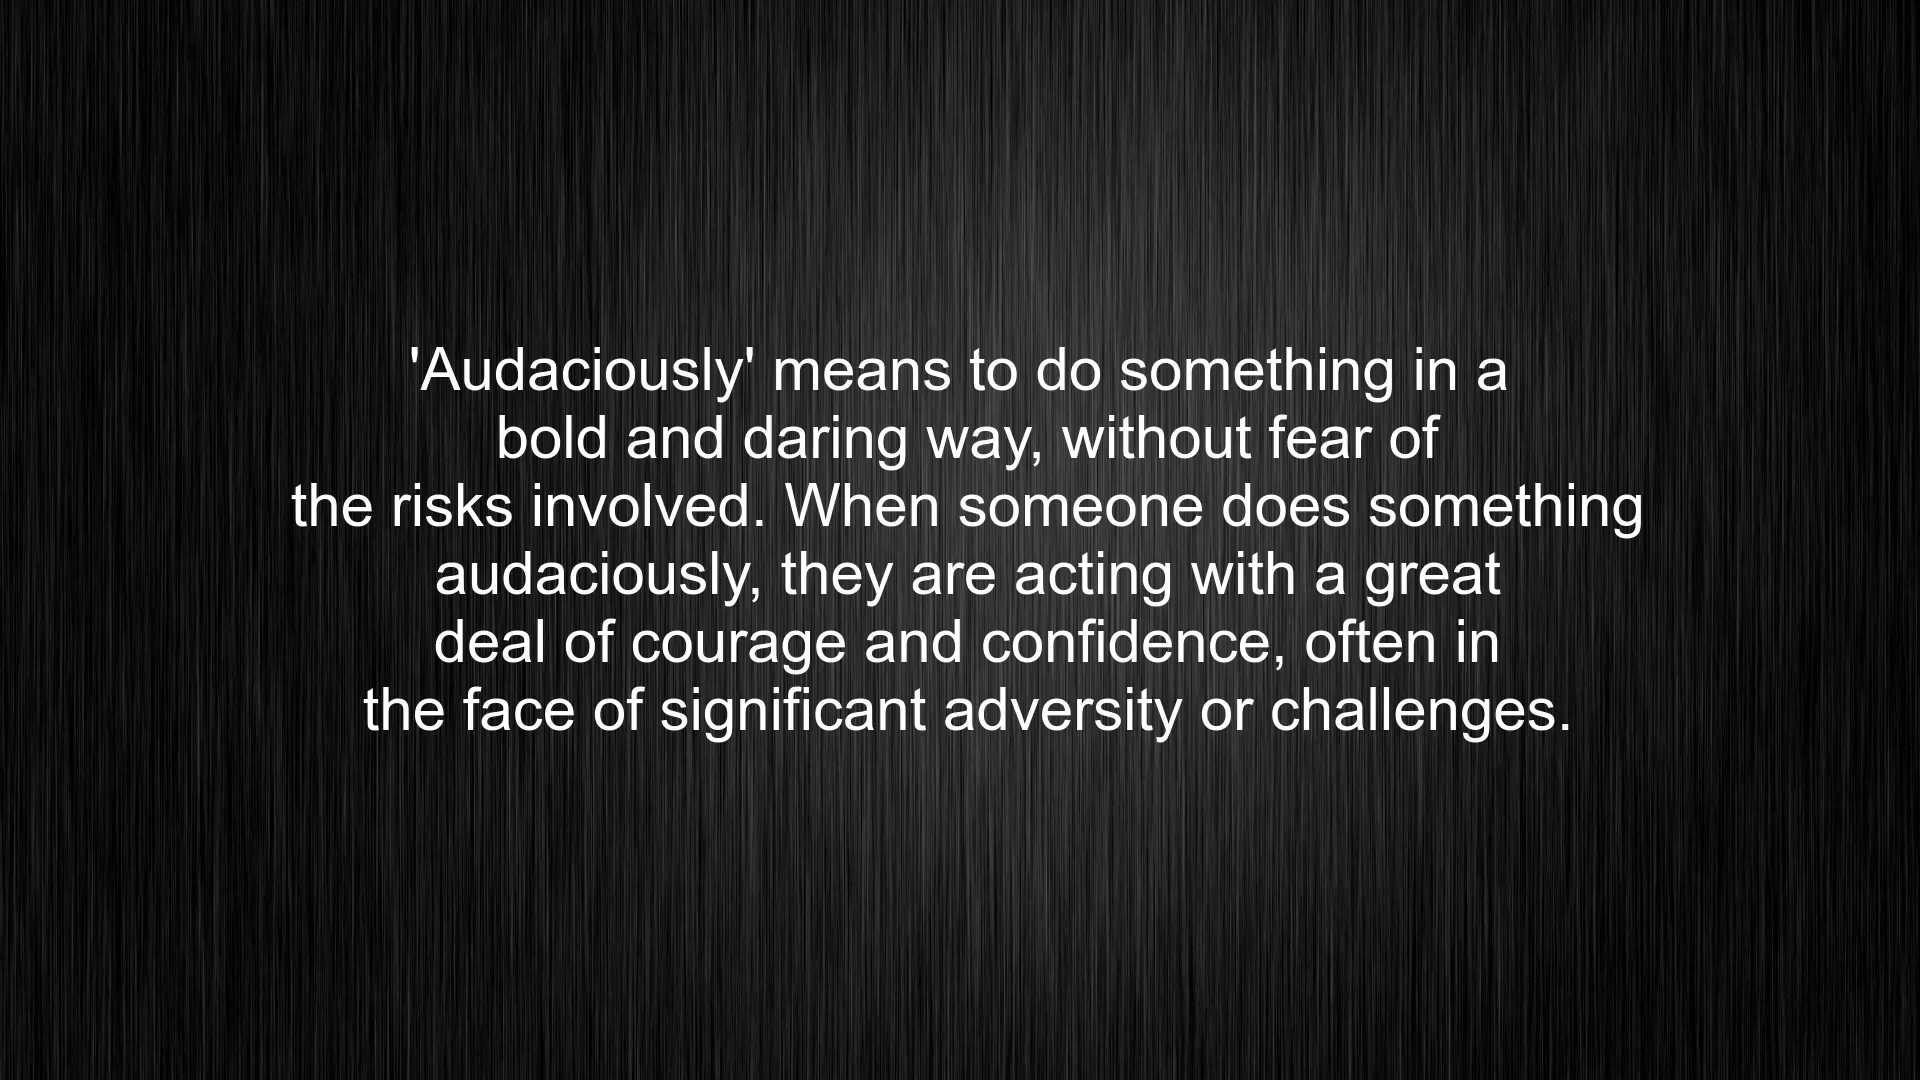 'Audaciously' means to do something in a
bold and daring way, without fear of
the risks involved. When someone does something
audaciously, they are acting with a great
deal of courage and confidence, often in
the face of significant adversity or challenges.